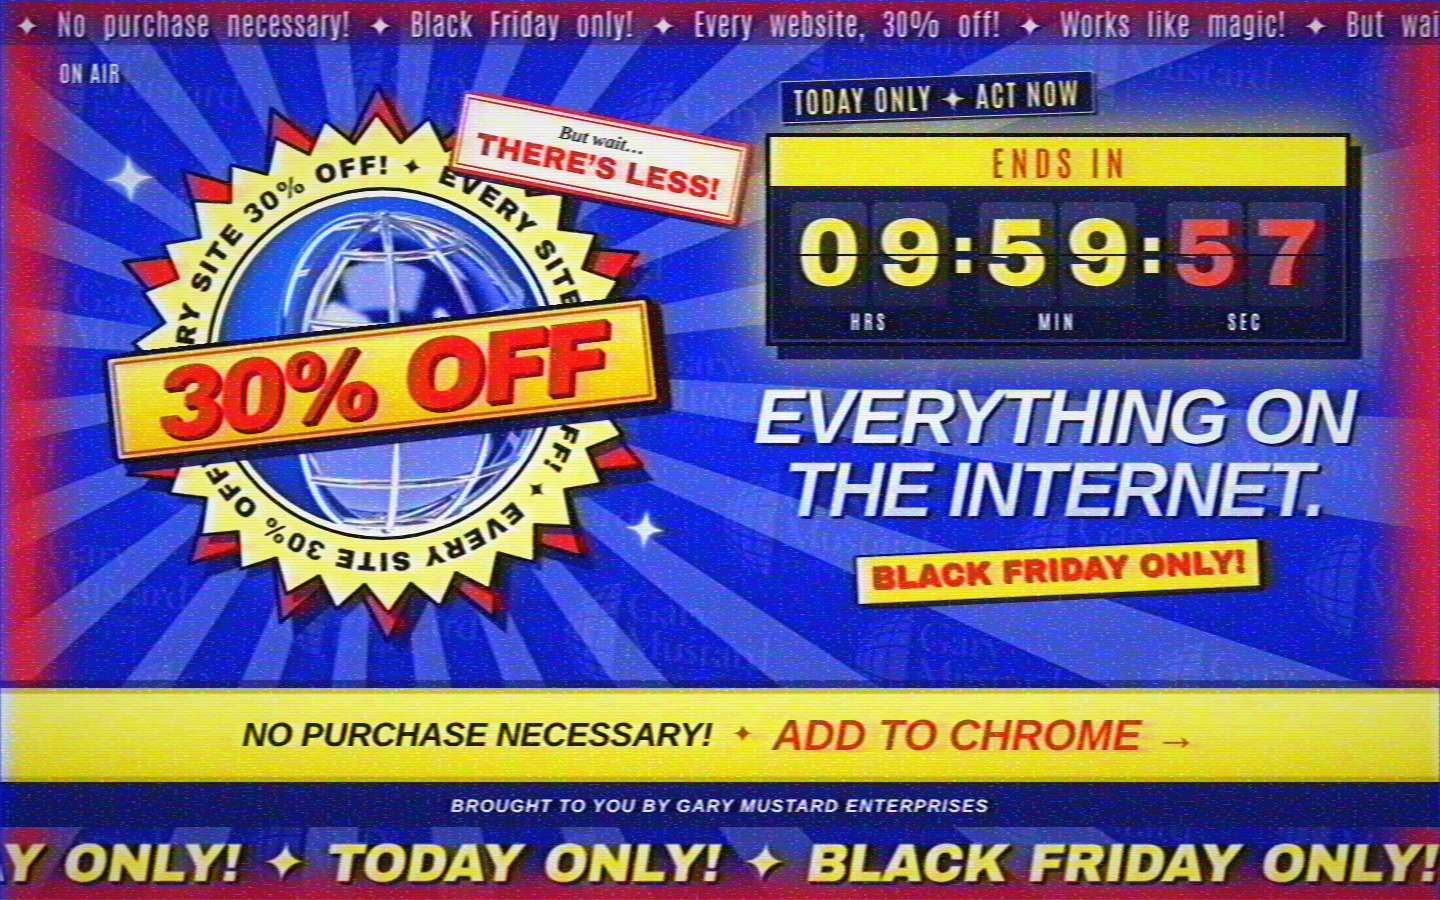 ✦ No purchase necessary! ✦ Black Friday only! ✦ Every website, 30% off! ✦ Works like magic! ✦ But
ON AIR
But wait...
THERE'S LESS!
SITE 30% OFF! ✦ EVERY SITE
30% OFF
✦ EVERY SITE 30% OFF
TODAY ONLY ✦ ACT NOW
ENDS IN
09:59:57
HRS MIN SEC
EVERYTHING ON
THE INTERNET.
BLACK FRIDAY ONLY!
Gary
Mustard
NO PURCHASE NECESSARY! ✦ ADD TO CHROME →
BROUGHT TO YOU BY GARY MUSTARD ENTERPRISES
ONLY! ✦ TODAY ONLY! ✦ BLACK FRIDAY ONLY!